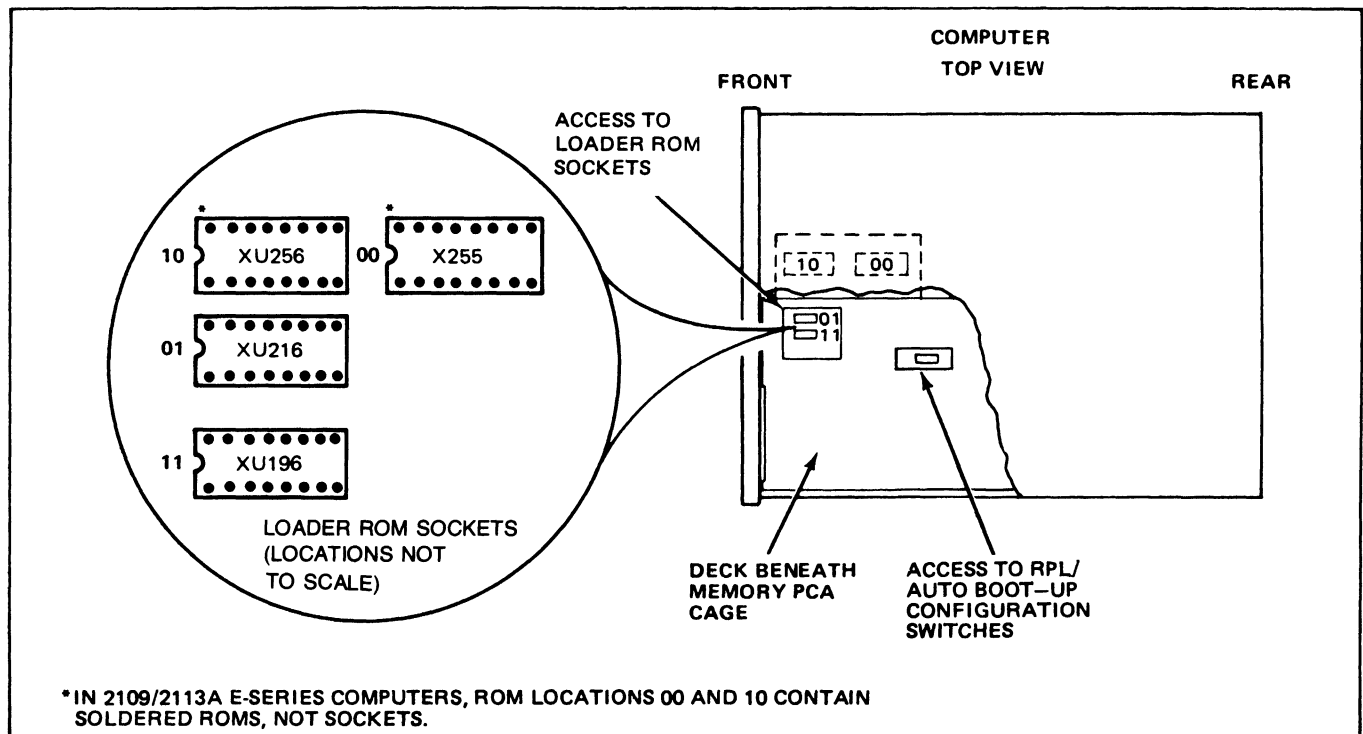 COMPUTER
TOP VIEW
FRONT
REAR
ACCESS TO
LOADER ROM
SOCKETS
*
*
10
XU256
00
X255
10
00
01
XU216
01
11
11
XU196
LOADER ROM SOCKETS
(LOCATIONS NOT
TO SCALE)
DECK BENEATH
MEMORY PCA
CAGE
ACCESS TO RPL/
AUTO BOOT–UP
CONFIGURATION
SWITCHES
*IN 2109/2113A E-SERIES COMPUTERS, ROM LOCATIONS 00 AND 10 CONTAIN
SOLDERED ROMS, NOT SOCKETS.